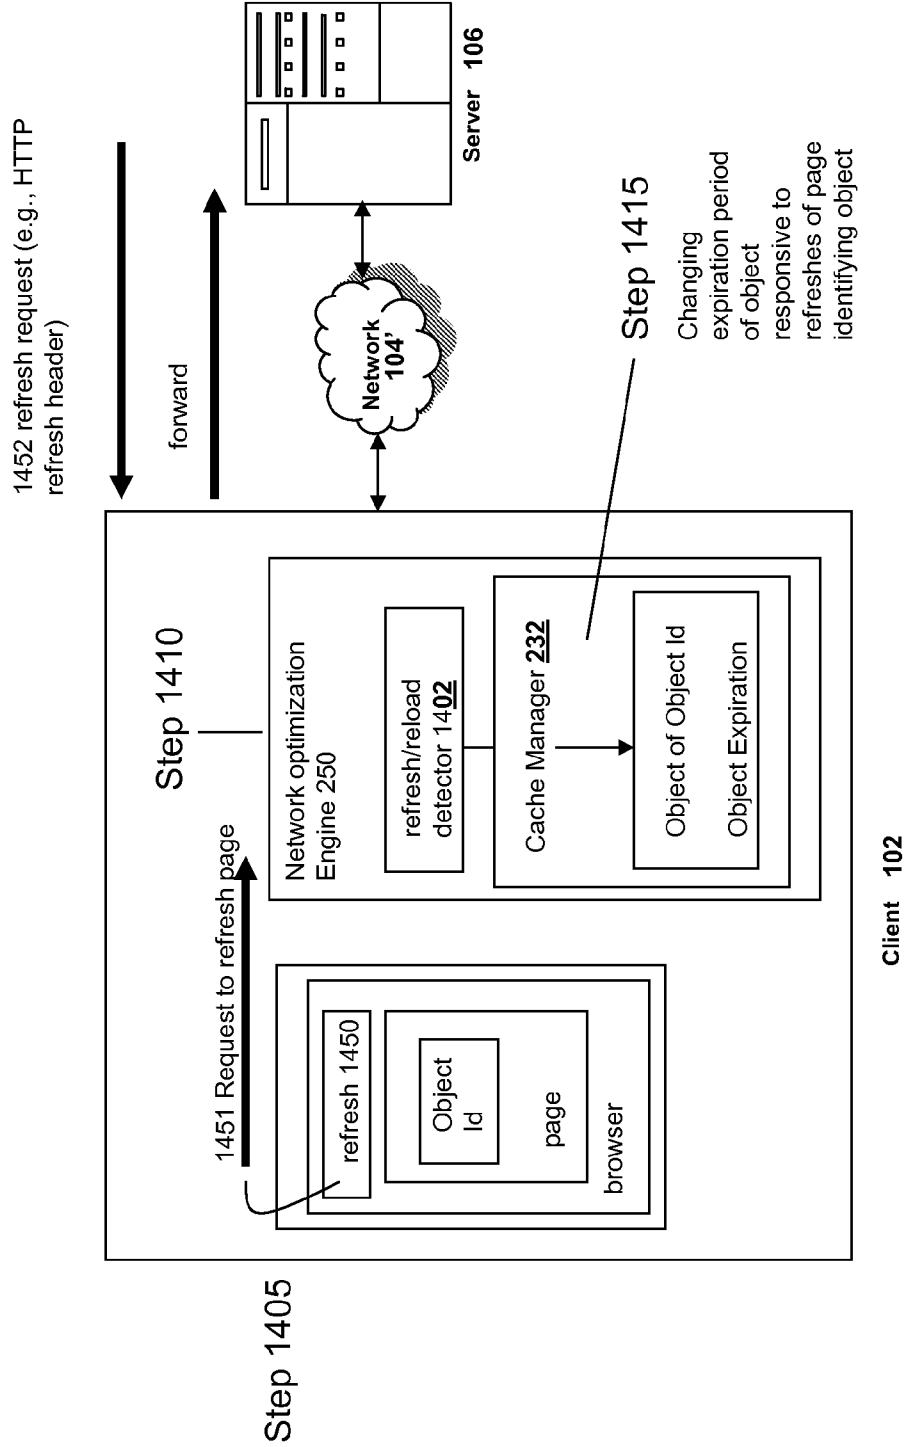 Step 1405
1451 Request to refresh page
refresh 1450
Object
Id
page
browser
Step 1410
Network optimization
Engine 250
refresh/reload
detector 1402
Cache Manager 232
Object of Object Id
Object Expiration
Client 102
1452 refresh request (e.g., HTTP
refresh header)
forward
Network
104'
Server 106
Step 1415
Changing
expiration period
of object
responsive to
refreshes of page
identifying object